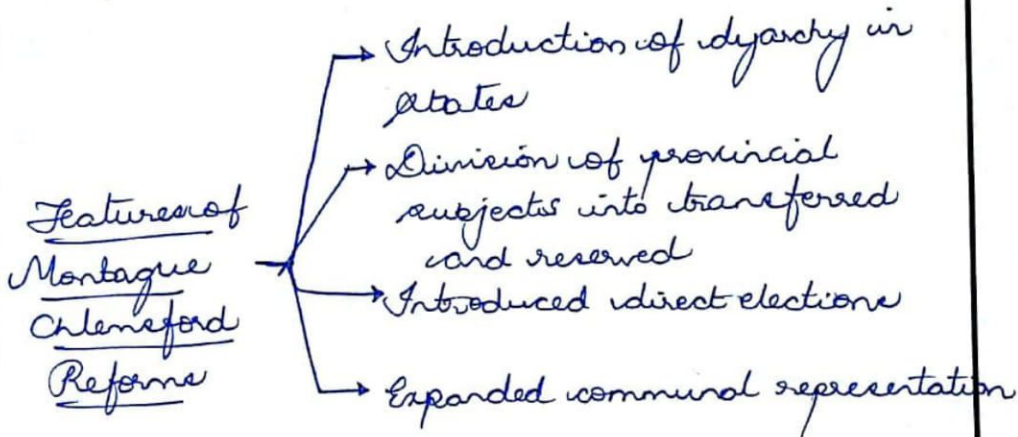 Features of
Montague
Chlemsford
Reforms
Introduction of dyarchy in
states
Division of provincial
subjects into transferred
and reserved
Introduced direct elections
Expanded communal representation